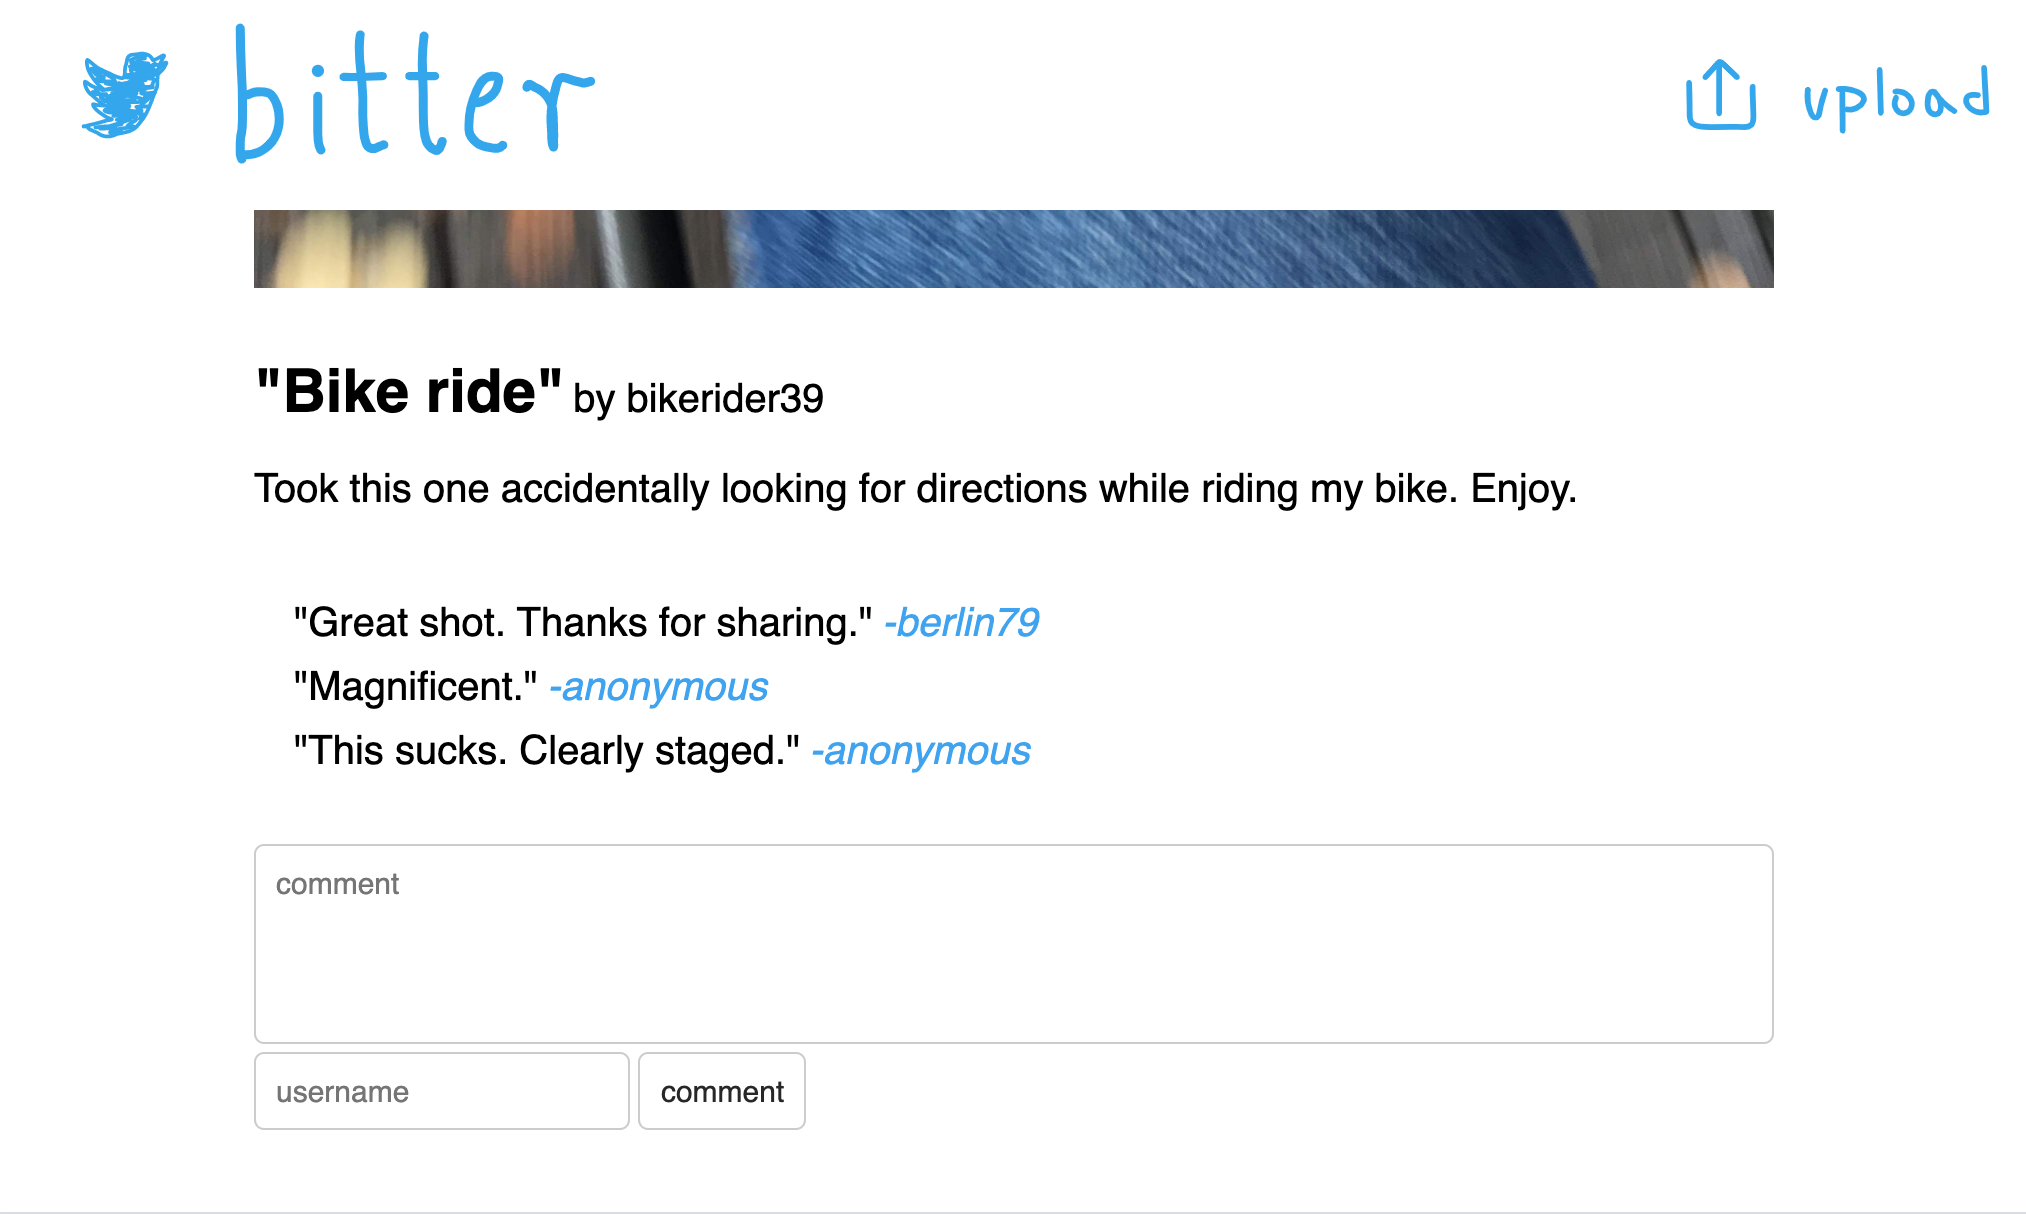 bitter
upload
"Bike ride" by bikerider39
Took this one accidentally looking for directions while riding my bike. Enjoy.
"Great shot. Thanks for sharing." -berlin79
"Magnificent." -anonymous
"This sucks. Clearly staged." -anonymous
comment
username
comment